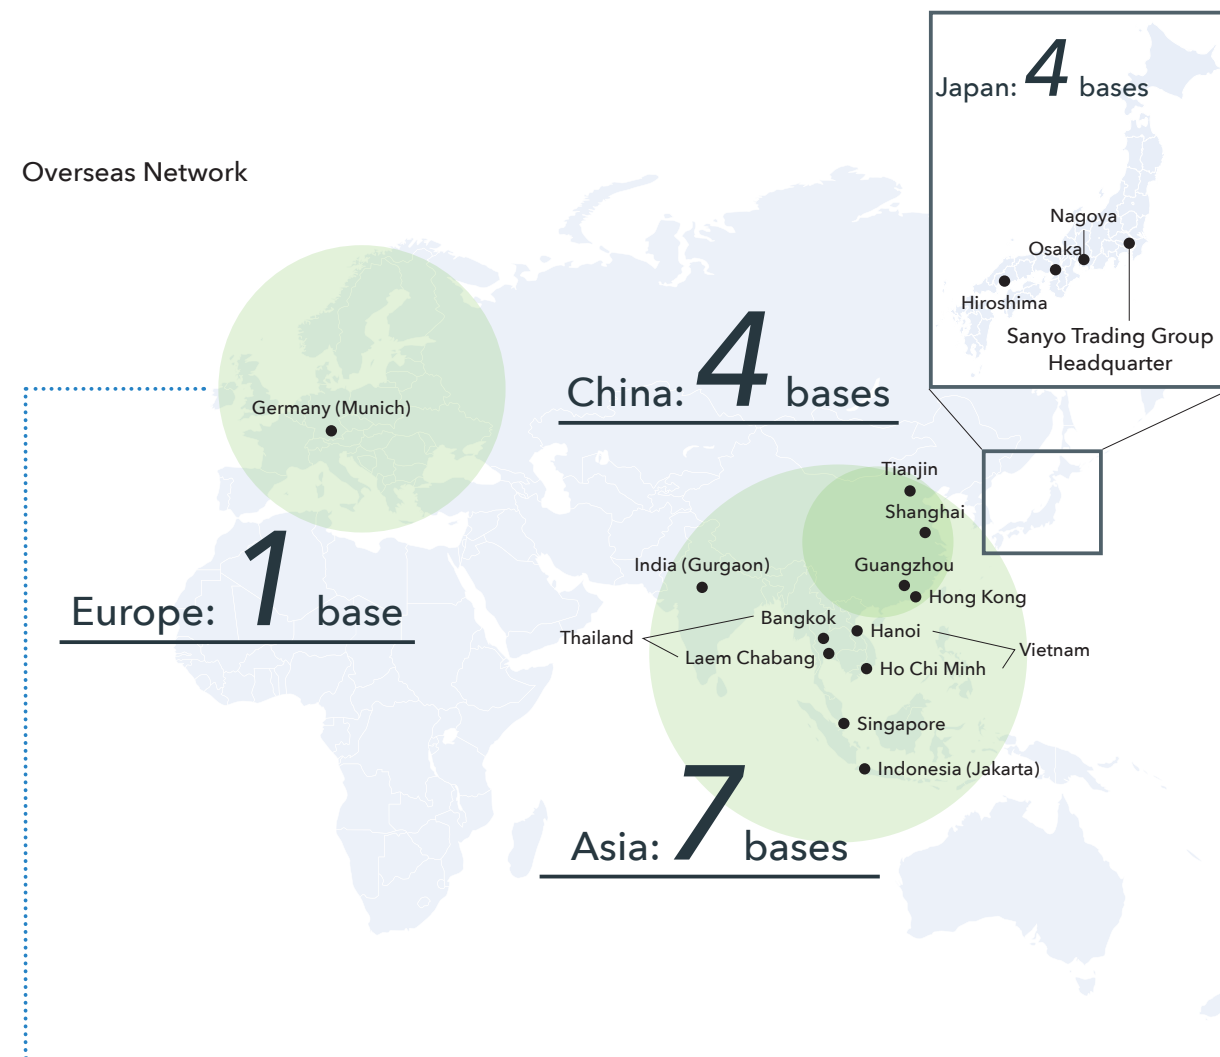 Japan: 4 bases
Overseas Network
Nagoya
Osaka
Hiroshima
Sanyo Trading Group
Headquarter
China: 4 bases
Germany (Munich)
Tianjin
Shanghai
India (Gurgaon)
Guangzhou
Hong Kong
Europe: 1 base
Bangkok
Hanoi
Thailand
Vietnam
Laem Chabang
Ho Chi Minh
Singapore
Indonesia (Jakarta)
Asia: 7 bases